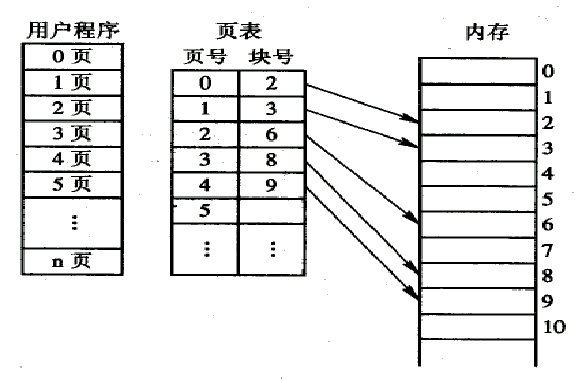 用户程序
0 页
1 页
2 页
3 页
4 页
5 页
⋮
n 页
页表
页号 块号
0 2
1 3
2 6
3 8
4 9
5
⋮ ⋮
内存
0
1
2
3
4
5
6
7
8
9
10